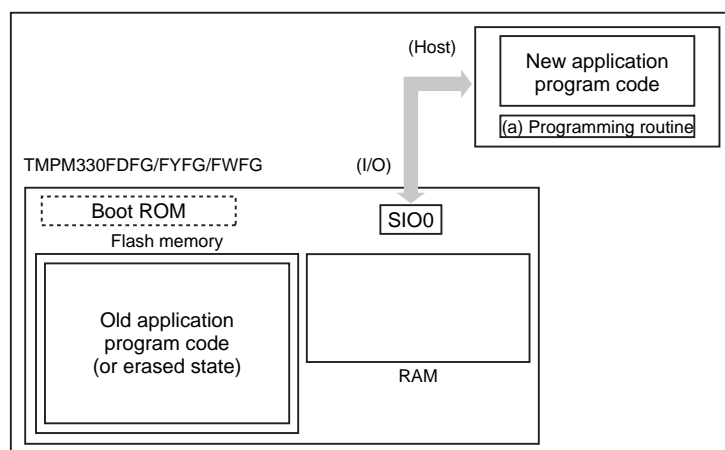 (Host)
New application
program code
(a) Programming routine
TMPM330FDFG/FYFG/FWFG
(I/O)
Boot ROM
SIO0
Flash memory
Old application
program code
(or erased state)
RAM